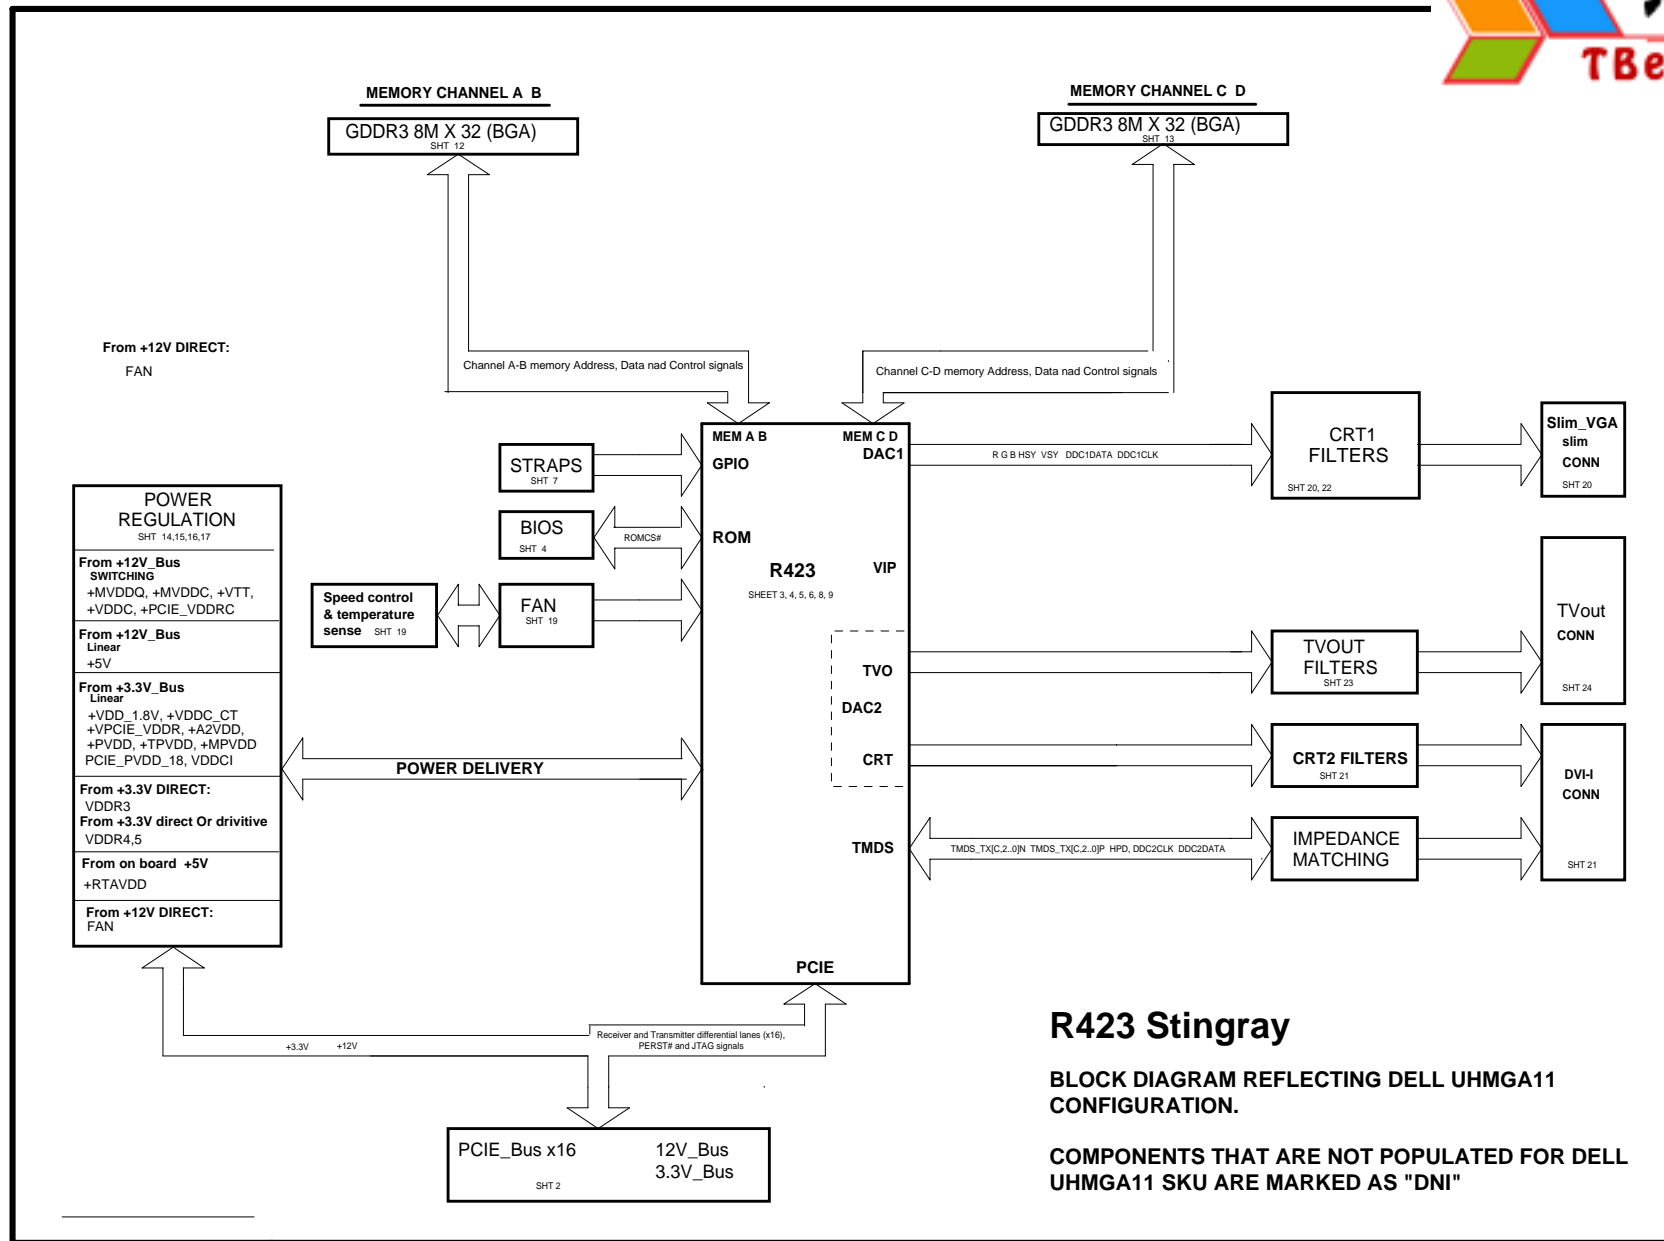 TBe
MEMORY CHANNEL A  B
GDDR3 8M X 32 (BGA)
SHT  12
MEMORY CHANNEL C  D
GDDR3 8M X 32 (BGA)
SHT  13
From +12V DIRECT:
FAN
Channel A-B memory Address, Data nad Control signals
Channel C-D memory Address, Data nad Control signals
STRAPS
SHT  7
BIOS
SHT  4
ROMCS#
Speed control
& temperature
sense   SHT  19
FAN
SHT  19
MEM A B
MEM C D
GPIO
DAC1
ROM
R423
SHEET 3, 4, 5, 6, 8, 9
VIP
TVO
DAC2
CRT
TMDS
PCIE
R G B HSY  VSY  DDC1DATA  DDC1CLK
CRT1
FILTERS
SHT 20, 22
Slim_VGA
slim
CONN
SHT 20
TVOUT
FILTERS
SHT 23
TVout
CONN
SHT 24
CRT2 FILTERS
SHT 21
TMDS_TX[C,2..0]N  TMDS_TX[C,2..0]P  HPD, DDC2CLK  DDC2DATA
IMPEDANCE
MATCHING
DVI-I
CONN
SHT 21
POWER
REGULATION
SHT  14,15,16,17
From +12V_Bus
SWITCHING
+MVDDQ, +MVDDC, +VTT,
+VDDC, +PCIE_VDDRC
From +12V_Bus
Linear
+5V
From +3.3V_Bus
Linear
+VDD_1.8V, +VDDC_CT
+VPCIE_VDDR, +A2VDD,
+PVDD, +TPVDD, +MPVDD
PCIE_PVDD_18, VDDCI
From +3.3V DIRECT:
VDDR3
From +3.3V direct Or drivitive
VDDR4,5
From on board  +5V
+RTAVDD
From +12V DIRECT:
FAN
POWER DELIVERY
+3.3V
+12V
Receiver and Transmitter differential lanes (x16),
PERST# and JTAG signals
PCIE_Bus x16
12V_Bus
3.3V_Bus
SHT 2
R423 Stingray
BLOCK DIAGRAM REFLECTING DELL UHMGA11
CONFIGURATION.
COMPONENTS THAT ARE NOT POPULATED FOR DELL
UHMGA11 SKU ARE MARKED AS "DNI"